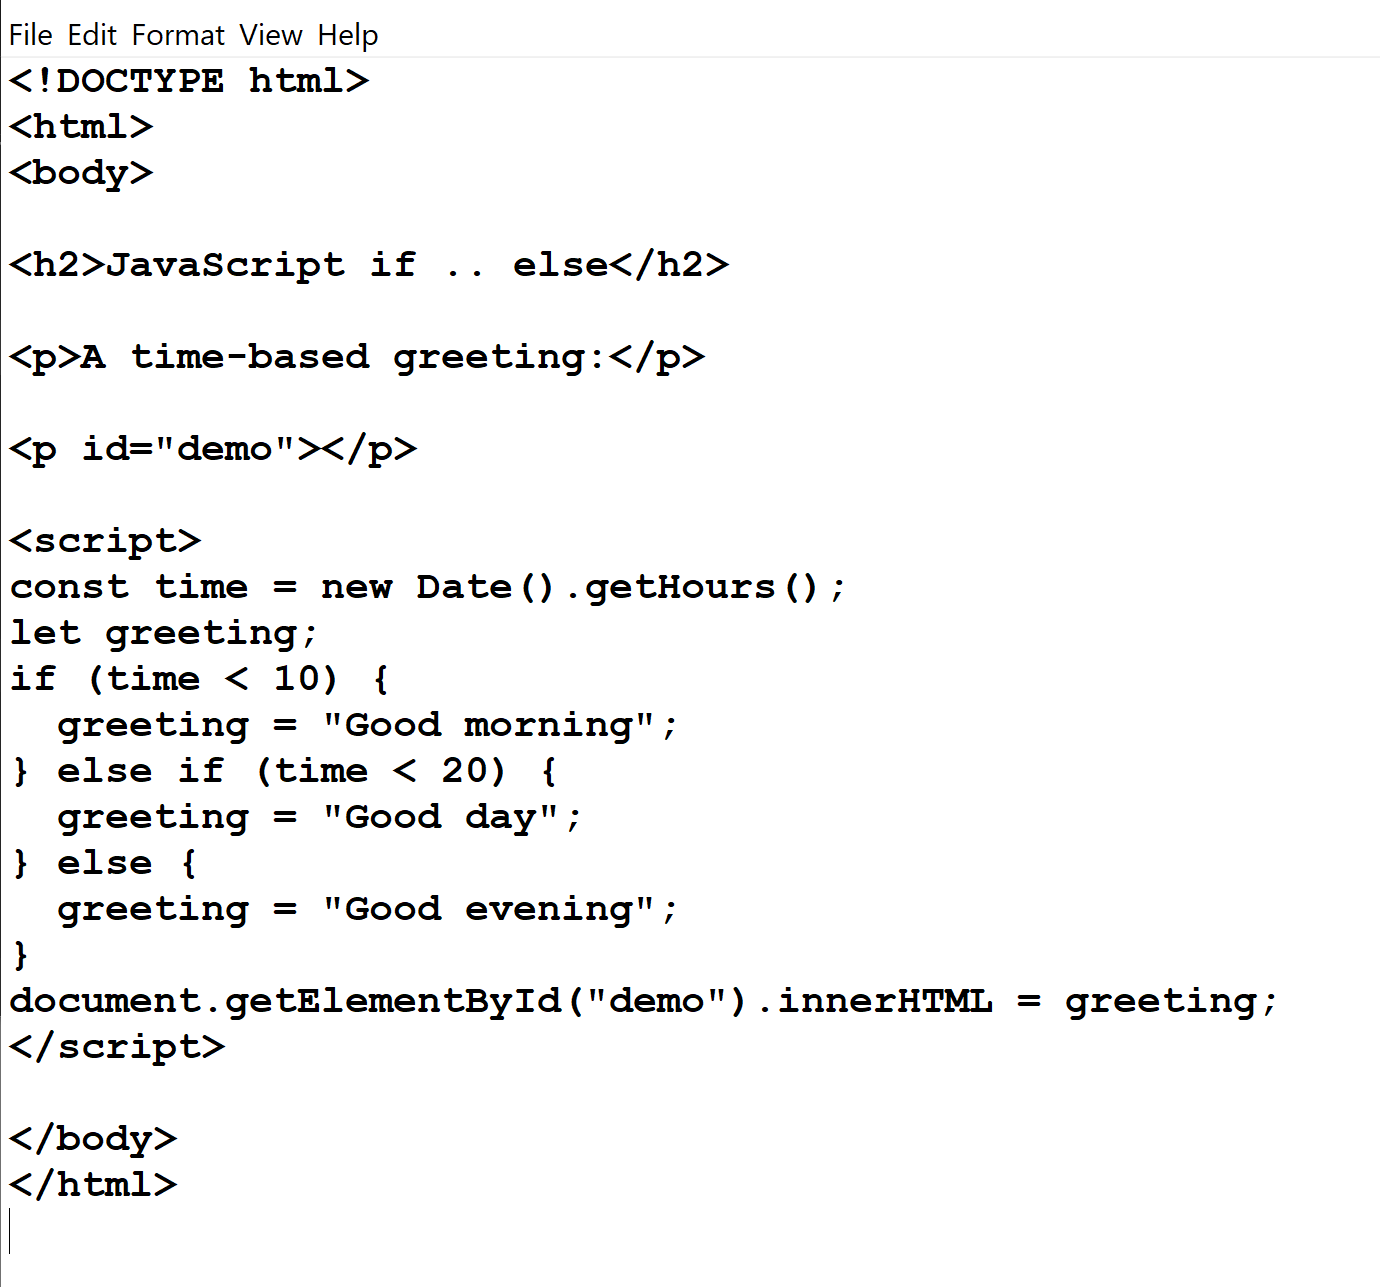 File Edit Format View Help
<!DOCTYPE html>
<html>
<body>
<h2>JavaScript if .. else</h2>
<p>A time-based greeting:</p>
<p id="demo"></p>
<script>
const time = new Date().getHours();
let greeting;
if (time < 10) {
  greeting = "Good morning";
} else if (time < 20) {
  greeting = "Good day";
} else {
  greeting = "Good evening";
}
document.getElementById("demo").innerHTML = greeting;
</script>
</body>
</html>